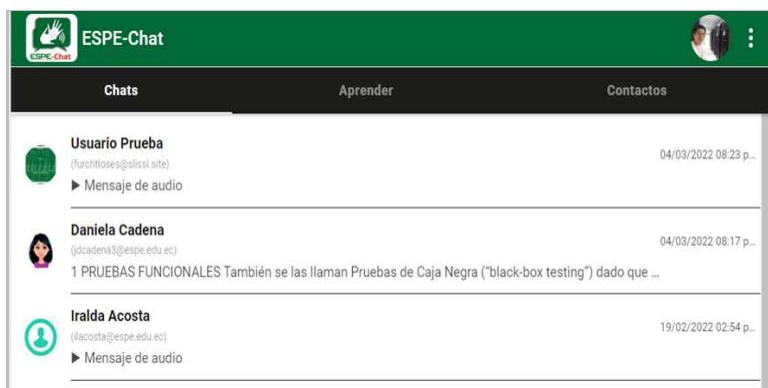 ESPE-Chat
ESPE-Chat
Chats Aprender Contactos
Usuario Prueba
(furchtloses@slissi.site)
04/03/2022 08:23 p...
Mensaje de audio
Daniela Cadena
(jdcadena3@espe.edu.ec)
04/03/2022 08:17 p...
1 PRUEBAS FUNCIONALES También se las llaman Pruebas de Caja Negra ("black-box testing") dado que ...
Iralda Acosta
(ilacosta@espe.edu.ec)
19/02/2022 02:54 p...
Mensaje de audio